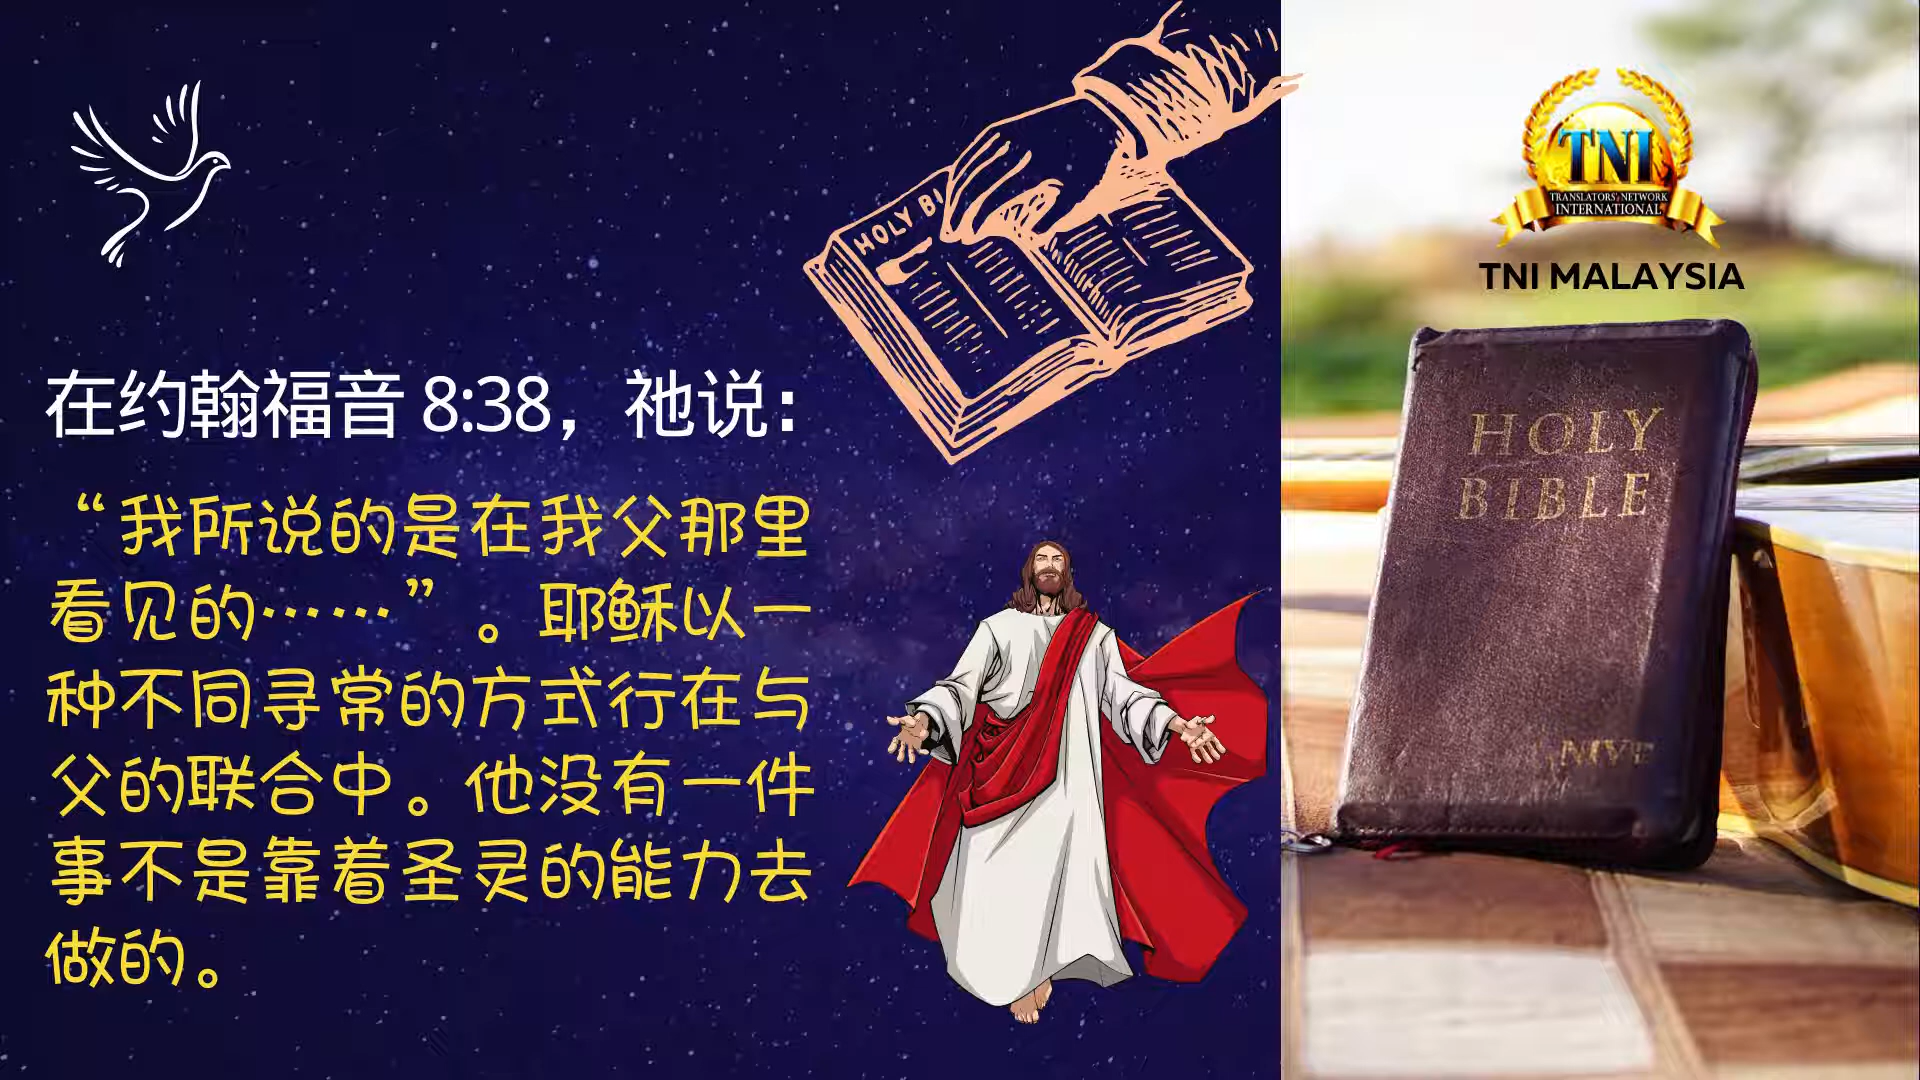 在约翰福音 8:38，祂说：
“我所说的是在我父那里
看见的……”。耶稣以一
种不同寻常的方式行在与
父的联合中。他没有一件
事不是靠着圣灵的能力去
做的。
HOLY BI
TNI
TRANSLATORS' NETWORK
INTERNATIONAL
TNI MALAYSIA
HOLY
BIBLE